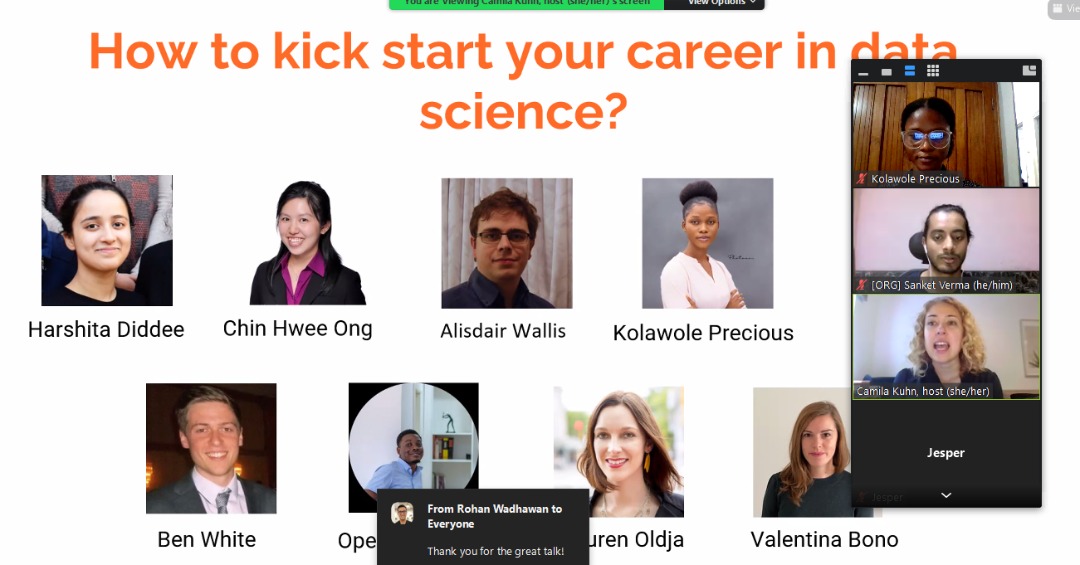 You are viewing Camila Kuhn, host (she/her)'s screen
View Options
Vie
How to kick start your career in data
science?
Kolawole Precious
[ORG] Sanket Verma (he/him)
Camila Kuhn, host (she/her)
Jesper
Jesper
Harshita Diddee
Chin Hwee Ong
Alisdair Wallis
Kolawole Precious
From Rohan Wadhawan to
Everyone
Thank you for the great talk!
Ben White
Ope
uren Oldja
Valentina Bono